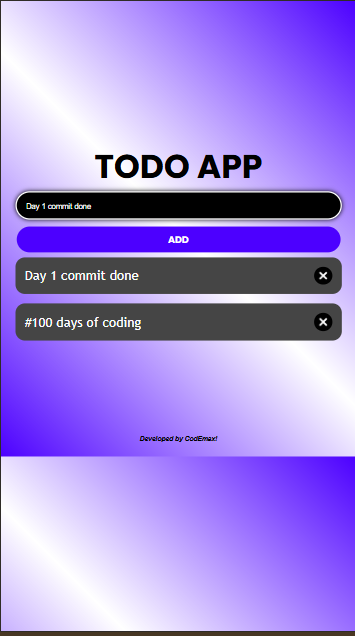 TODO APP
Day 1 commit done
ADD
Day 1 commit done
#100 days of coding
Developed by CodEmax!